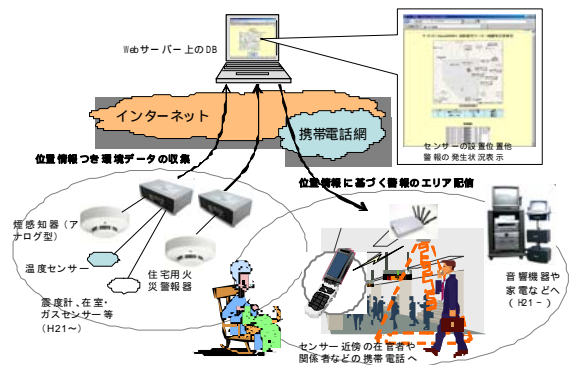 Webサーバー上のDB
インターネット
携帯電話網
センサーの設置位置他
警報の発生状況表示
位置情報つき環境データの収集
位置情報に基づく警報のエリア配信
煙感知器(ア
ナログ型)
温度センサー
住宅用火
災警報器
震度計、在室・
ガスセンサー等
(H21~)
音響機器や
家電などへ
(H21-)
センサー近傍の在官者や
関係者などの携帯電話へ